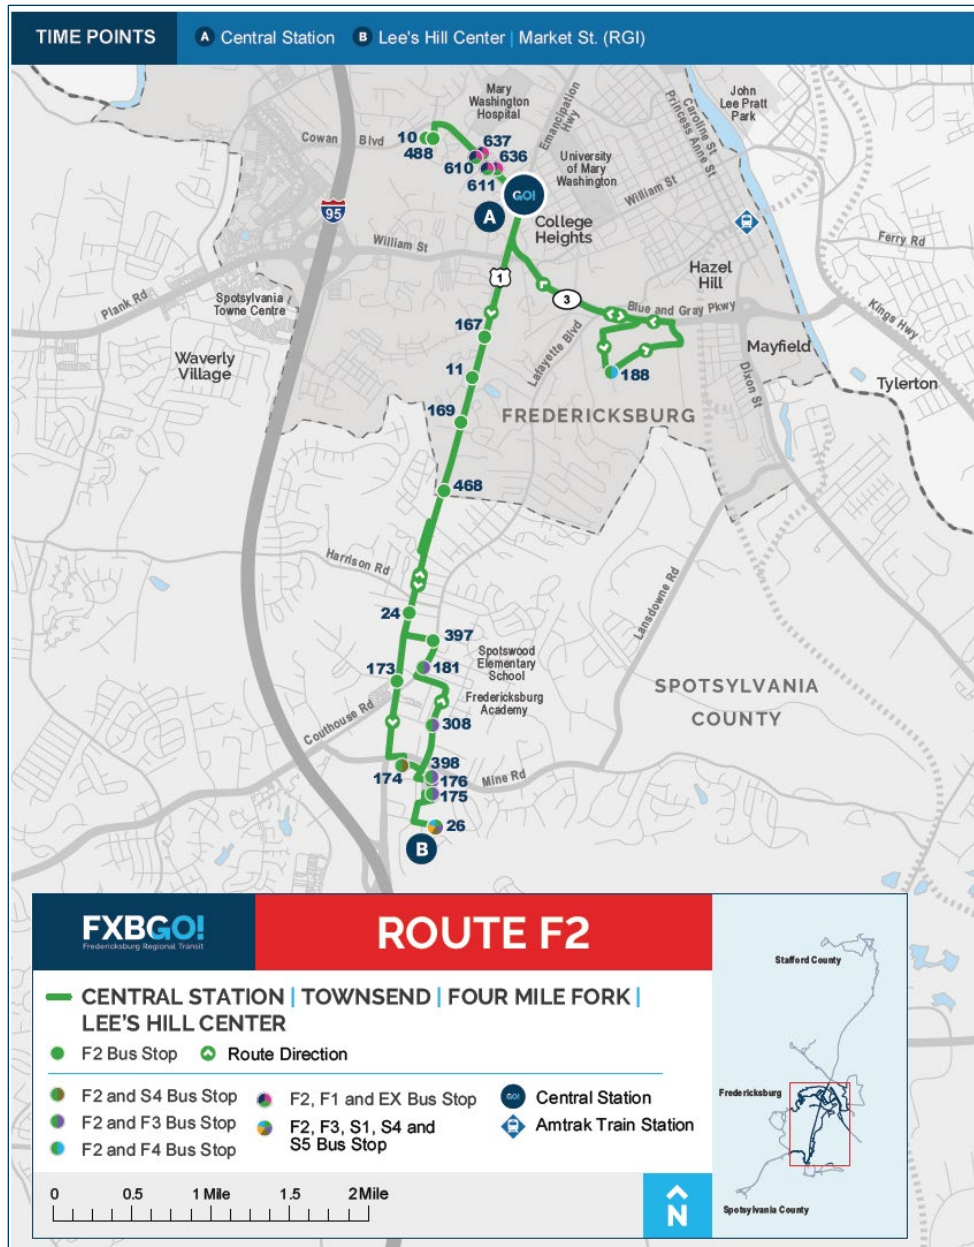 TIME POINTS A Central Station B Lee's Hill Center | Market St. (RGI)
Mary
Washington
Hospital
Emancipation
Hwy
John
Lee Pratt
Park
Caroline St
Princess Anne St
Cowan Blvd
10
488
637
636
610
611
University
of Mary
Washington
William St
GO!
A
95
College
Heights
William St
Ferry Rd
1
Hazel
Hill
Plank Rd
Spotsylvania
Towne Centre
3
Blue and Gray Pkwy
Kings Hwy
167
Lafayette Blvd
Waverly
Village
Mayfield
11
188
Dixon St
Tylerton
169
FREDERICKSBURG
468
Harrison Rd
Lansdowne Rd
24
397
Spotswood
Elementary
School
181
173
Fredericksburg
Academy
SPOTSYLVANIA
COUNTY
Courthouse Rd
308
398
174
176
Mine Rd
175
26
B
FXBGO!
Fredericksburg Regional Transit
ROUTE F2
CENTRAL STATION | TOWNSEND | FOUR MILE FORK |
LEE'S HILL CENTER
F2 Bus Stop Route Direction
F2 and S4 Bus Stop
F2 and F3 Bus Stop
F2 and F4 Bus Stop
F2, F1 and EX Bus Stop
F2, F3, S1, S4 and
S5 Bus Stop
GO! Central Station
Amtrak Train Station
0 0.5 1 Mile 1.5 2 Mile
N
Stafford County
Fredericksburg
Spotsylvania County